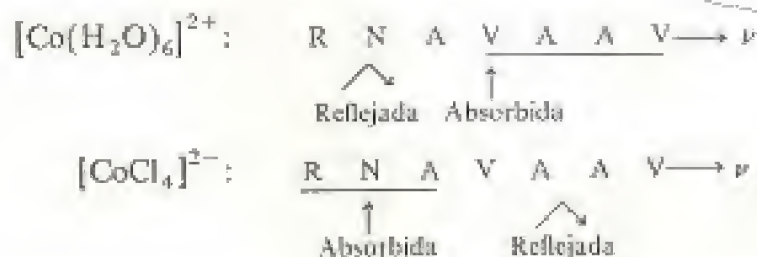 [Co(H₂O)₆]²⁺: R N A V A A V → ν
Reflejada Absorbida
[CoCl₄]²⁻: R N A V A A V → ν
Absorbida Reflejada